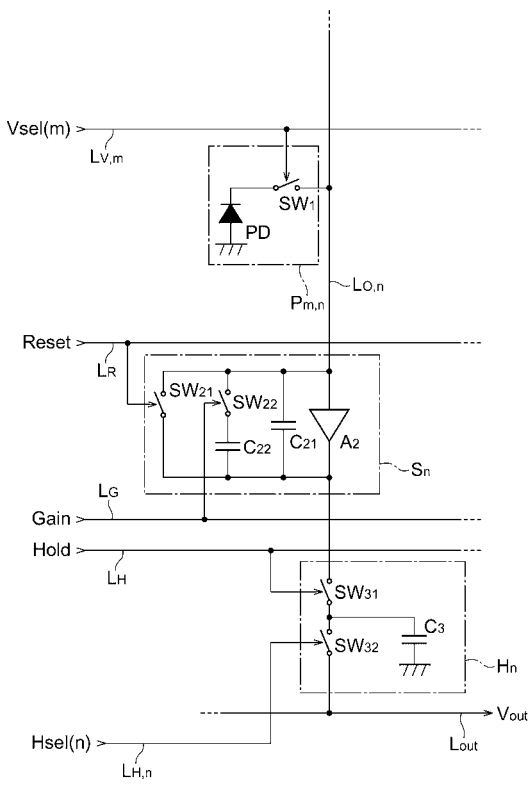 Vsel(m)
LV,m
SW1
PD
Pm,n
LO,n
Reset
LR
SW21
SW22
C22
C21
A2
Sn
LG
Gain
Hold
LH
SW31
C3
SW32
Hn
Vout
Lout
Hsel(n)
LH,n